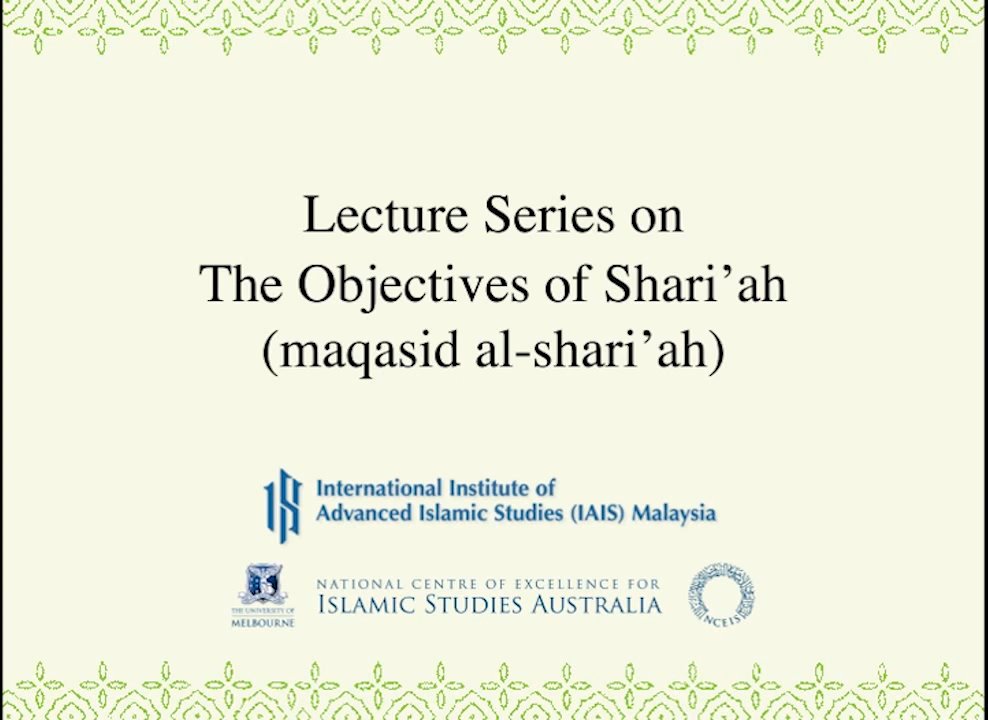 Lecture Series on
The Objectives of Shari’ah
(maqasid al-shari’ah)
International Institute of
Advanced Islamic Studies (IAIS) Malaysia
THE UNIVERSITY OF
MELBOURNE
NATIONAL CENTRE OF EXCELLENCE FOR
ISLAMIC STUDIES AUSTRALIA
NCEIS